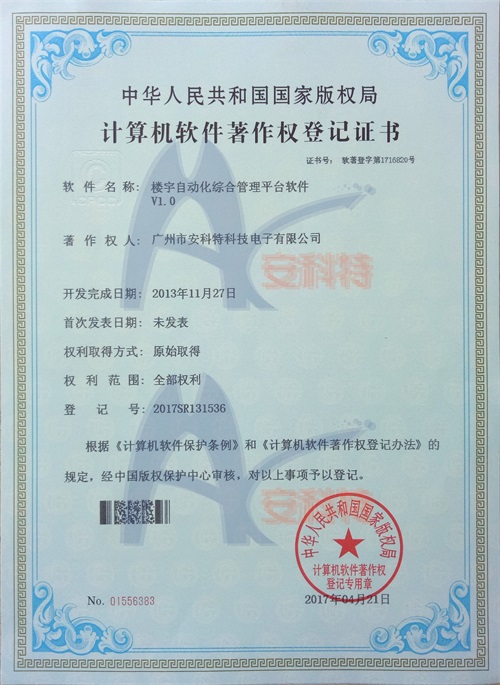 中华人民共和国国家版权局
计算机软件著作权登记证书
证书号： 软著登字第1716820号
软件名称： 楼宇自动化综合管理平台软件
V1.0
著作权人： 广州市安科特科技电子有限公司
安科特
开发完成日期： 2013年11月27日
首次发表日期： 未发表
权利取得方式： 原始取得
权利范围： 全部权利
登记号： 2017SR131536
根据《计算机软件保护条例》和《计算机软件著作权登记办法》的
规定，经中国版权保护中心审核，对以上事项予以登记。
安科特
中华人民共和国国家版权局
计算机软件著作权
登记专用章
No. 01556383
2017年04月21日